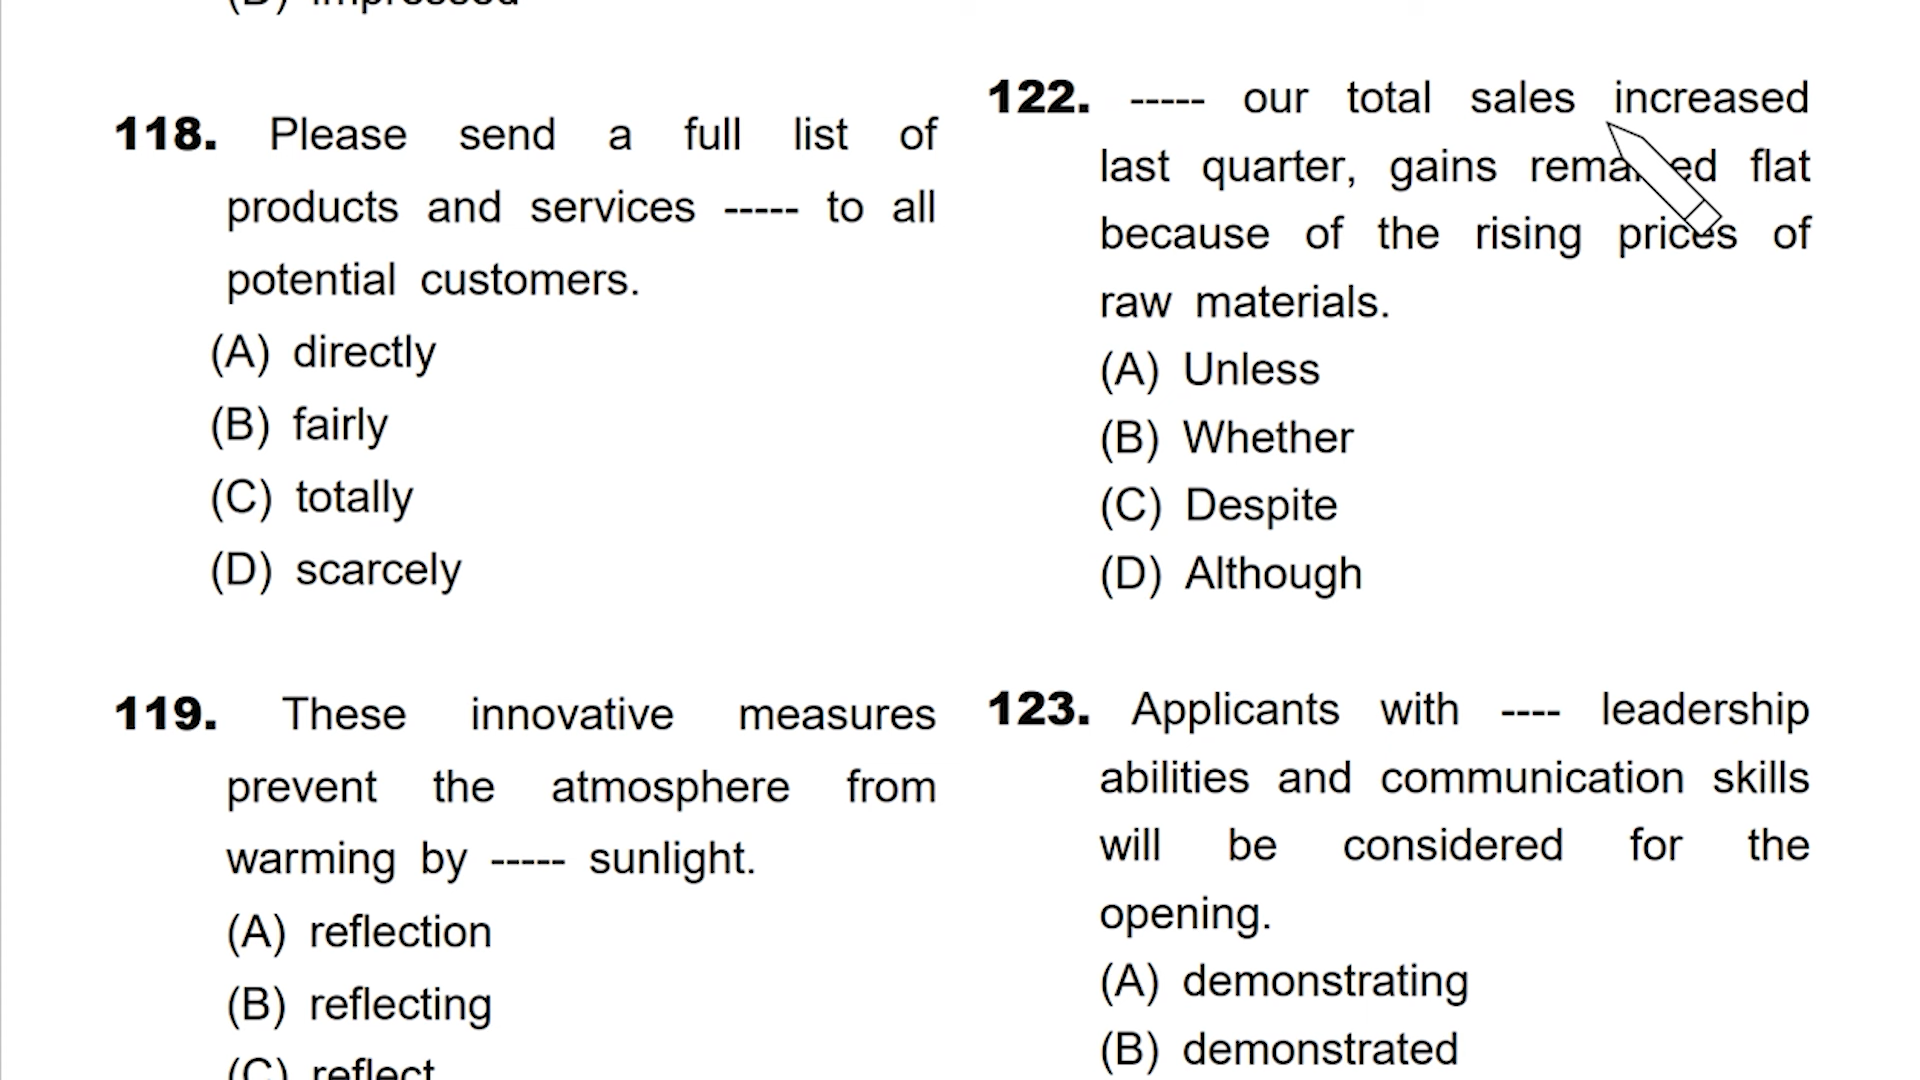 118. Please send a full list of
products and services ----- to all
potential customers.
(A) directly
(B) fairly
(C) totally
(D) scarcely
119. These innovative measures
prevent the atmosphere from
warming by ----- sunlight.
(A) reflection
(B) reflecting
(C) reflect
122. ----- our total sales increased
last quarter, gains remained flat
because of the rising prices of
raw materials.
(A) Unless
(B) Whether
(C) Despite
(D) Although
123. Applicants with ---- leadership
abilities and communication skills
will be considered for the
opening.
(A) demonstrating
(B) demonstrated